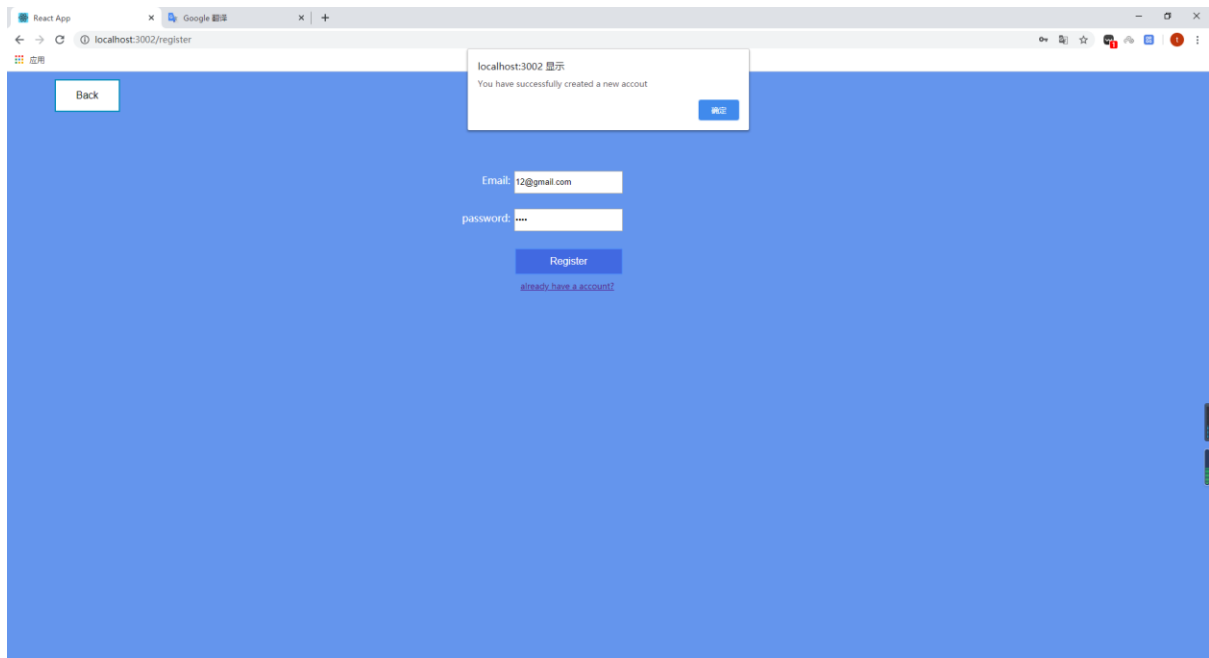 React App
Google 翻译
localhost:3002/register
应用
localhost:3002 显示
You have successfully created a new accout
确定
Back
Email: 12@gmail.com
password: ••••
Register
already have a account?